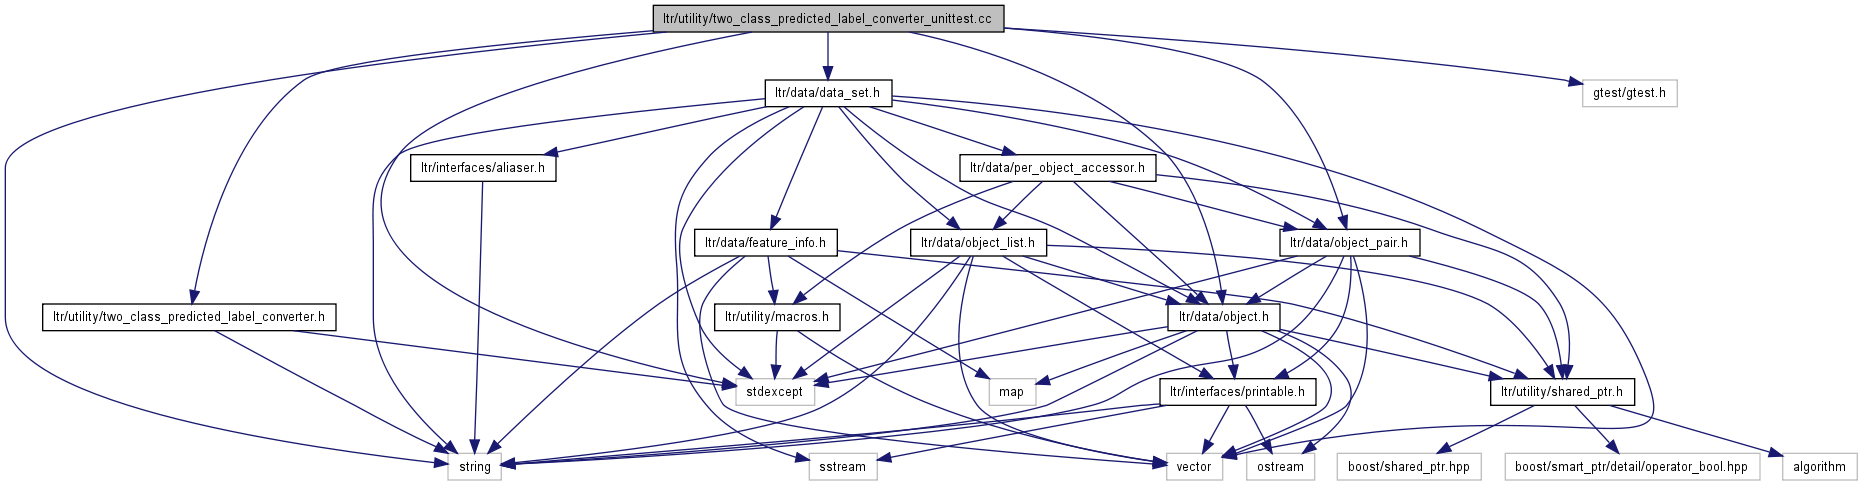 ltr/utility/two_class_predicted_label_converter_unittest.cc
ltr/data/data_set.h
gtest/gtest.h
ltr/interfaces/aliaser.h
ltr/data/per_object_accessor.h
ltr/data/feature_info.h
ltr/data/object_list.h
ltr/data/object_pair.h
ltr/utility/two_class_predicted_label_converter.h
ltr/utility/macros.h
ltr/data/object.h
stdexcept
map
ltr/interfaces/printable.h
ltr/utility/shared_ptr.h
string
sstream
vector
ostream
boost/shared_ptr.hpp
boost/smart_ptr/detail/operator_bool.hpp
algorithm